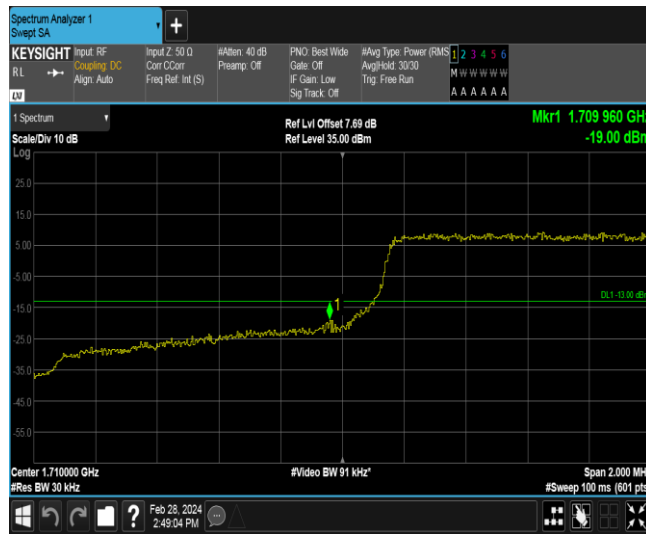 Spectrum Analyzer 1
Swept SA
+
KEYSIGHT
RL
LXI
Input: RF
Coupling: DC
Align: Auto
Input Z: 50 Ω
Corr CCorr
Freq Ref: Int (S)
#Atten: 40 dB
Preamp: Off
PNO: Best Wide
Gate: Off
IF Gain: Low
Sig Track: Off
#Avg Type: Power (RMS
Avg|Hold: 30/30
Trig: Free Run
1 2 3 4 5 6
M W W W W W
A A A A A A
1 Spectrum
Scale/Div 10 dB
Log
Ref Lvl Offset 7.69 dB
Ref Level 35.00 dBm
Mkr1 1.709 960 GHz
-19.00 dBm
25.0
15.0
5.00
-5.00
DL1 -13.00 dBm
1
-15.0
-25.0
-35.0
-45.0
-55.0
Center 1.710000 GHz
#Video BW 91 kHz*
Span 2.000 MH
#Res BW 30 kHz
#Sweep 100 ms (601 pts
?
Feb 28, 2024
2:49:04 PM